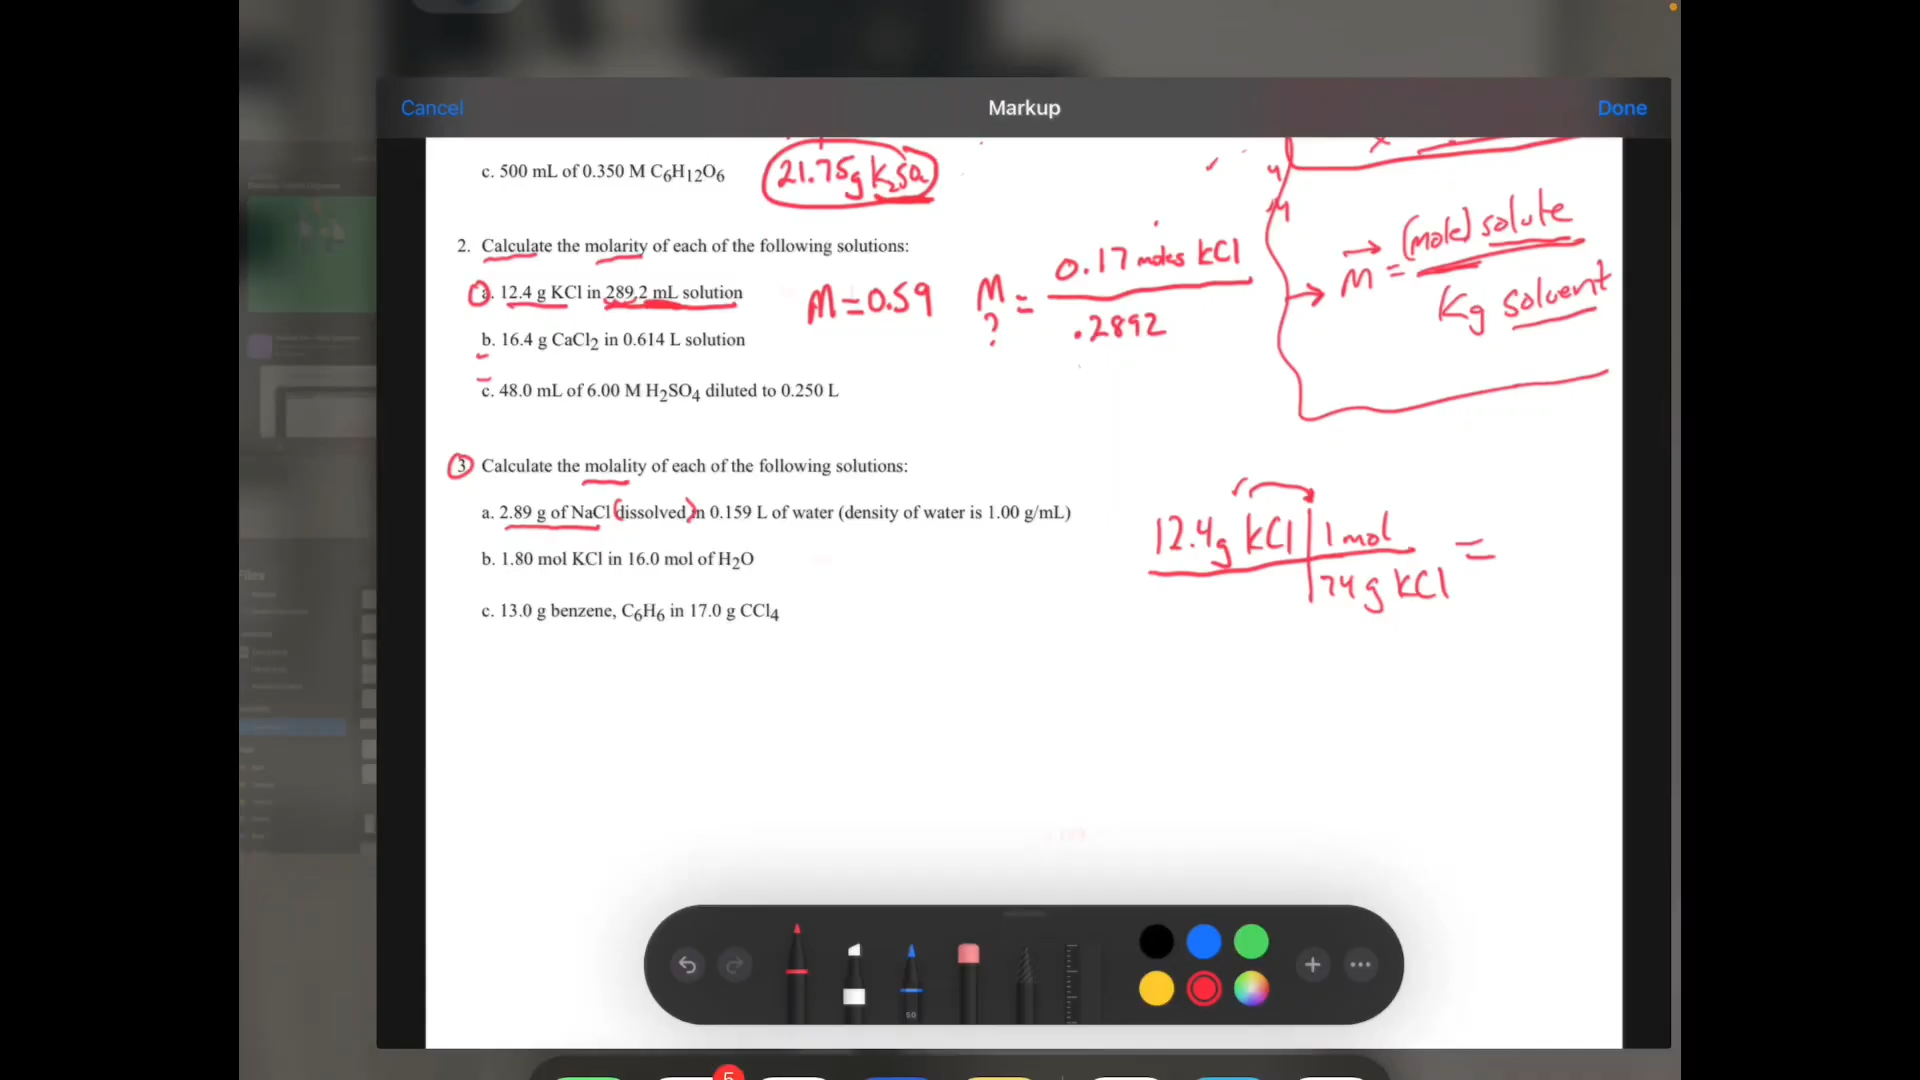 Cancel
Markup
Done
c. 500 mL of 0.350 M C6H12O6
21.75g K2SO4
2. Calculate the molarity of each of the following solutions:
a. 12.4 g KCl in 289.2 mL solution
M=0.59
M = 0.17 moles KCl
? .2892
M = (mole) solute
Kg solvent
b. 16.4 g CaCl2 in 0.614 L solution
c. 48.0 mL of 6.00 M H2SO4 diluted to 0.250 L
3 Calculate the molality of each of the following solutions:
a. 2.89 g of NaCl (dissolved) in 0.159 L of water (density of water is 1.00 g/mL)
b. 1.80 mol KCl in 16.0 mol of H2O
c. 13.0 g benzene, C6H6 in 17.0 g CCl4
12.4g KCl | 1 mol =
74 g KCl
50
5